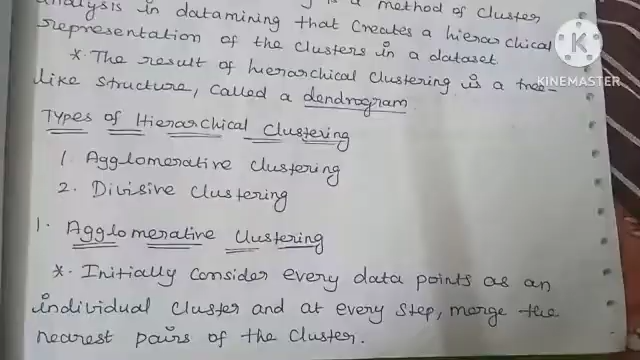 analysis in datamining that creates a hierarchical
representation of the clusters in a dataset.
*. The result of hierarchical clustering is a tree-
like structure, called a dendrogram.
Types of Hierarchical Clustering
1. Agglomerative clustering
2. Divisive clustering
1. Agglomerative Clustering
*. Initially consider every data points as an
individual cluster and at every step, merge the
nearest pairs of the cluster.
K
KINEMASTER